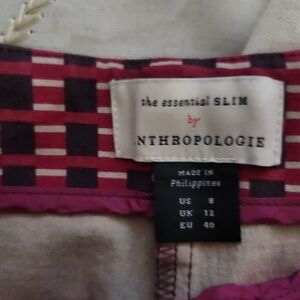 the essential SLIM
by
NTHROPOLOGIE
MADE IN
Philippines
US 8
UK 12
EU 40